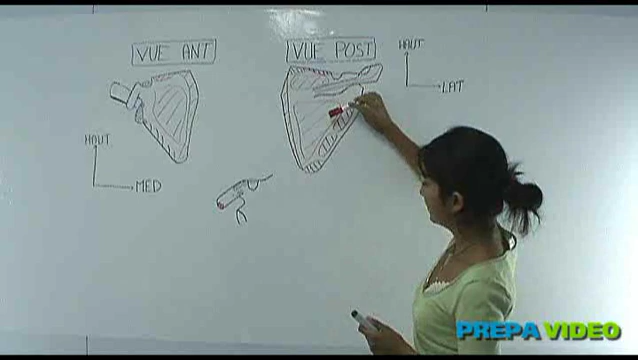 VUE ANT
VUE POST
HAUT
LAT
HAUT
MED
PREPA VIDEO